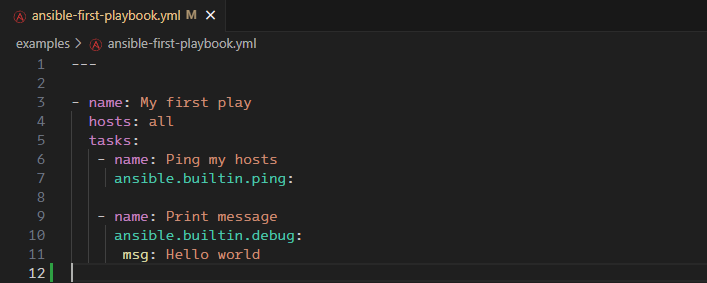 ansible-first-playbook.yml M ×
examples > ansible-first-playbook.yml
1 ---
2
3 - name: My first play
4   hosts: all
5   tasks:
6    - name: Ping my hosts
7      ansible.builtin.ping:
8
9    - name: Print message
10      ansible.builtin.debug:
11       msg: Hello world
12